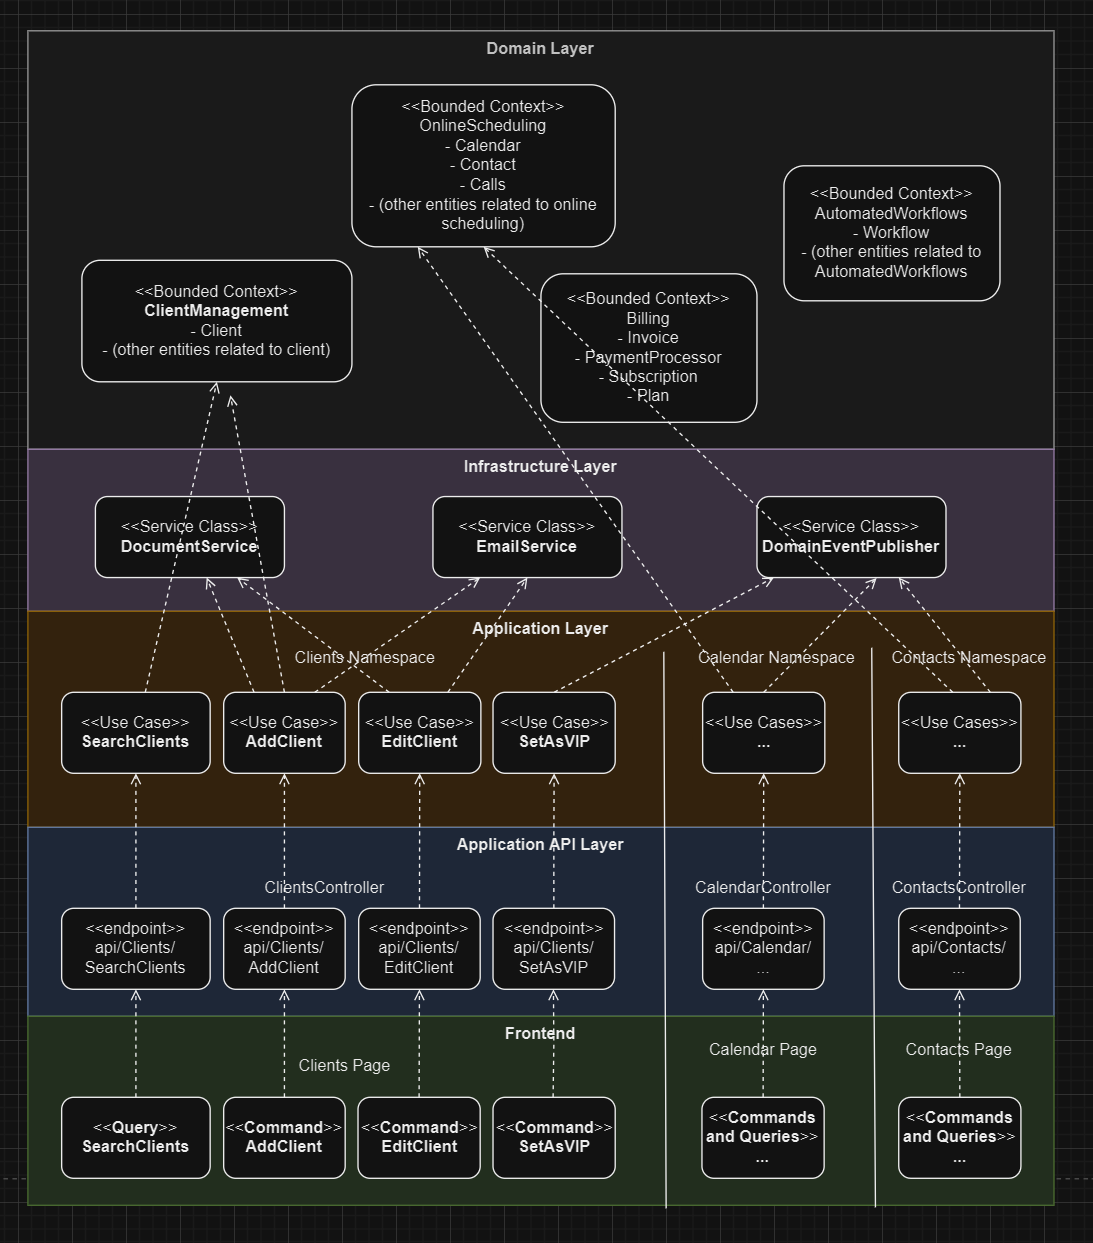 Domain Layer
<<Bounded Context>>
OnlineScheduling
- Calendar
- Contact
- Calls
- (other entities related to online
scheduling)
<<Bounded Context>>
AutomatedWorkflows
- Workflow
- (other entities related to
AutomatedWorkflows
<<Bounded Context>>
ClientManagement
- Client
- (other entities related to client)
<<Bounded Context>>
Billing
- Invoice
- PaymentProcessor
- Subscription
- Plan
Infrastructure Layer
<<Service Class>>
DocumentService
<<Service Class>>
EmailService
<<Service Class>>
DomainEventPublisher
Application Layer
Clients Namespace
Calendar Namespace
Contacts Namespace
<<Use Case>>
SearchClients
<<Use Case>>
AddClient
<<Use Case>>
EditClient
<<Use Case>>
SetAsVIP
<<Use Cases>>
...
<<Use Cases>>
...
Application API Layer
ClientsController
CalendarController
ContactsController
<<endpoint>>
api/Clients/
SearchClients
<<endpoint>>
api/Clients/
AddClient
<<endpoint>>
api/Clients/
EditClient
<<endpoint>>
api/Clients/
SetAsVIP
<<endpoint>>
api/Calendar/
...
<<endpoint>>
api/Contacts/
...
Frontend
Clients Page
Calendar Page
Contacts Page
<<Query>>
SearchClients
<<Command>>
AddClient
<<Command>>
EditClient
<<Command>>
SetAsVIP
<<Commands
and Queries>>
...
<<Commands
and Queries>>
...